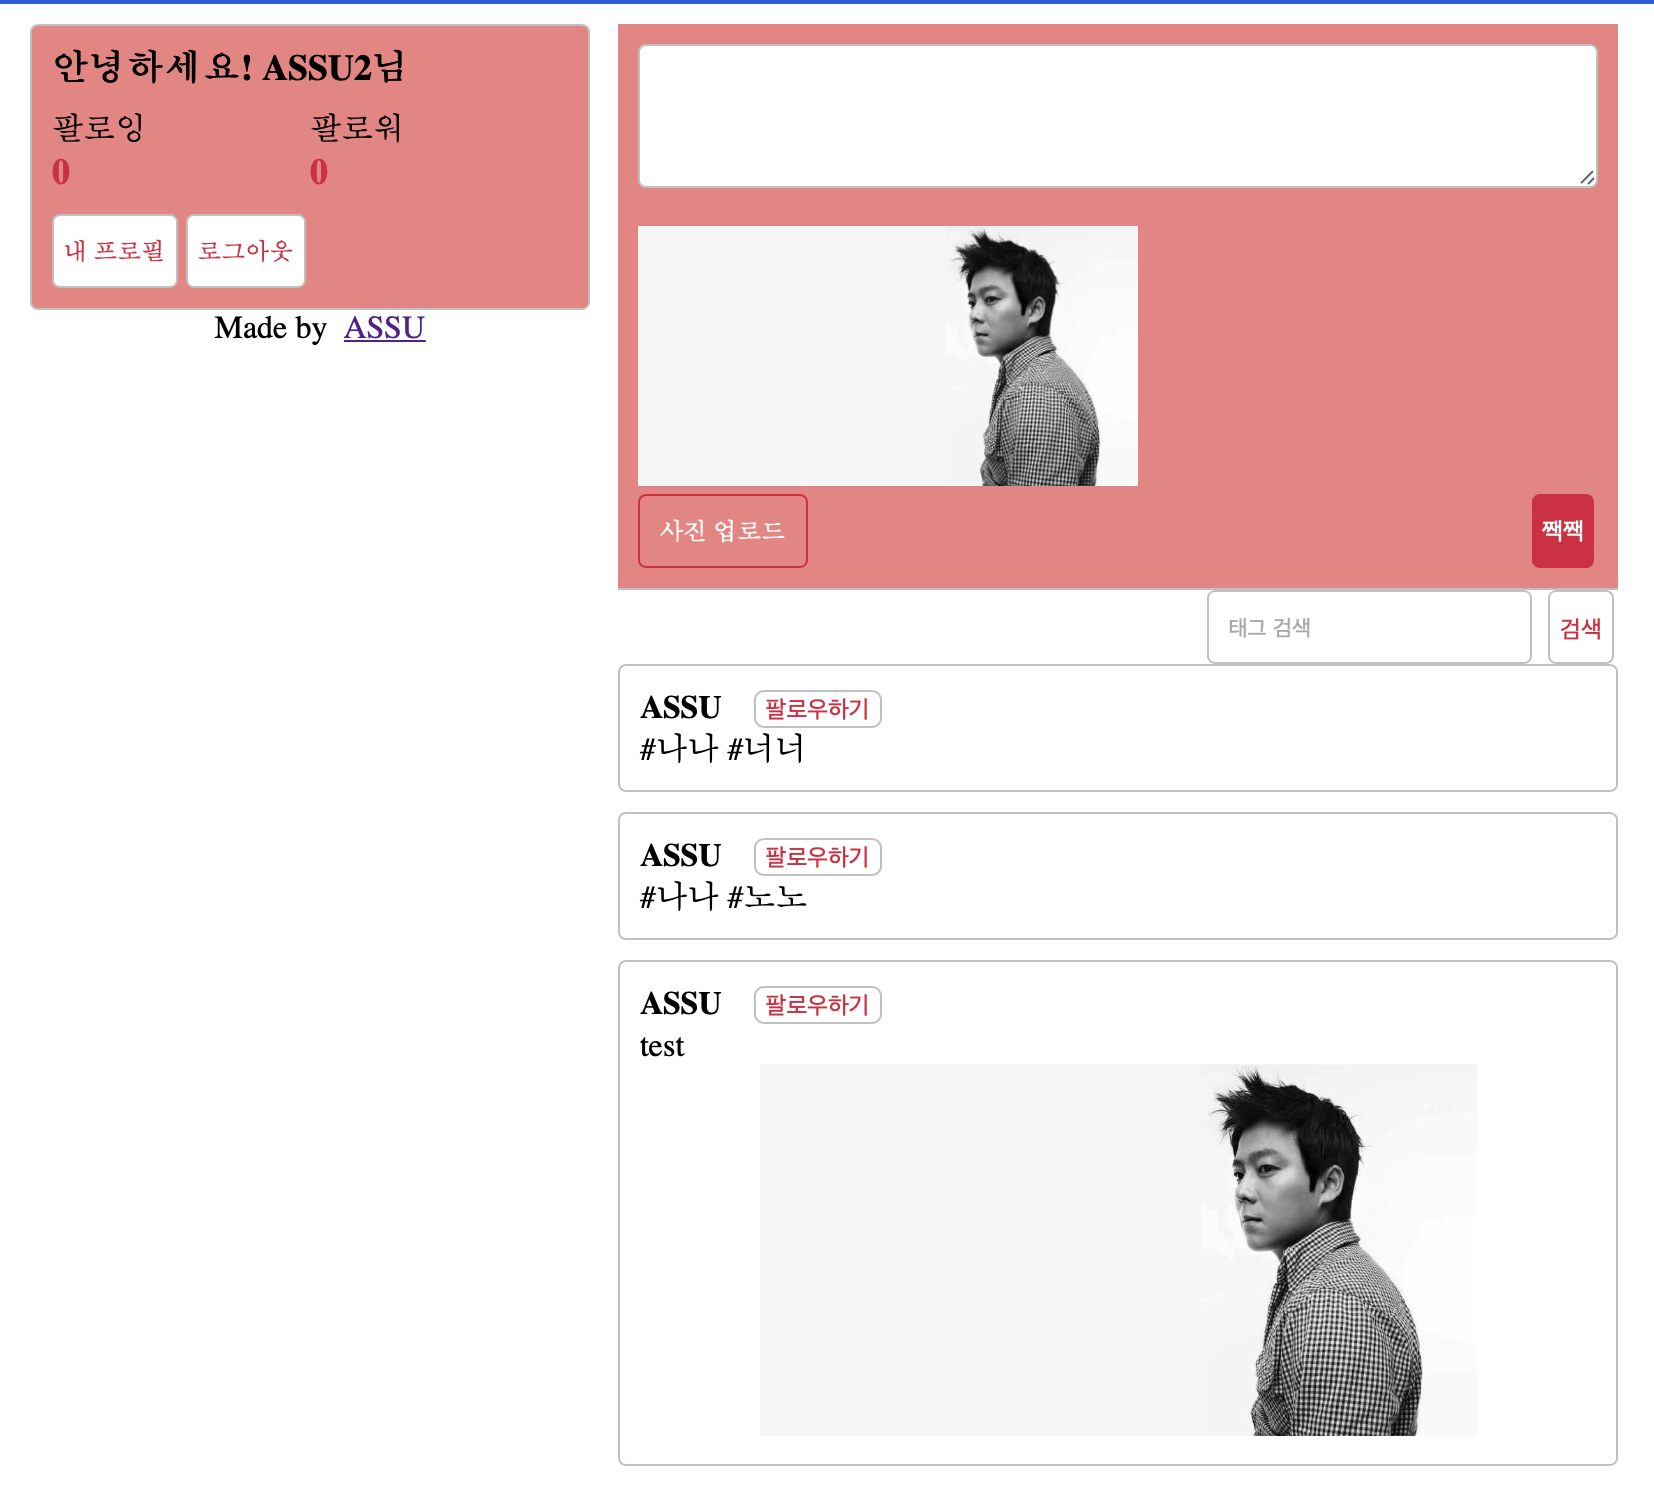 안녕하세요! ASSU2님
팔로잉 팔로워
0 0
내 프로필 로그아웃
Made by ASSU
사진 업로드 짹짹
태그 검색 검색
ASSU 팔로우하기
#나나 #너너
ASSU 팔로우하기
#나나 #노노
ASSU 팔로우하기
test